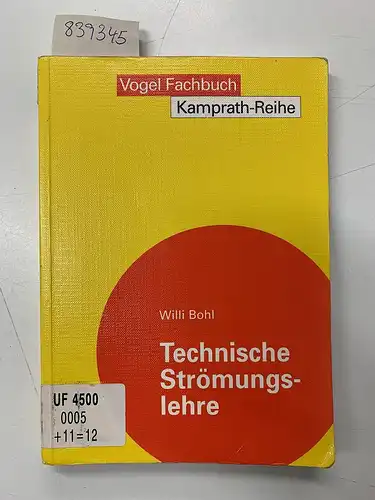 839345
Vogel Fachbuch
Kamprath-Reihe
Willi Bohl
Technische
Strömungs-
lehre
UF 4500
0005
+11=12